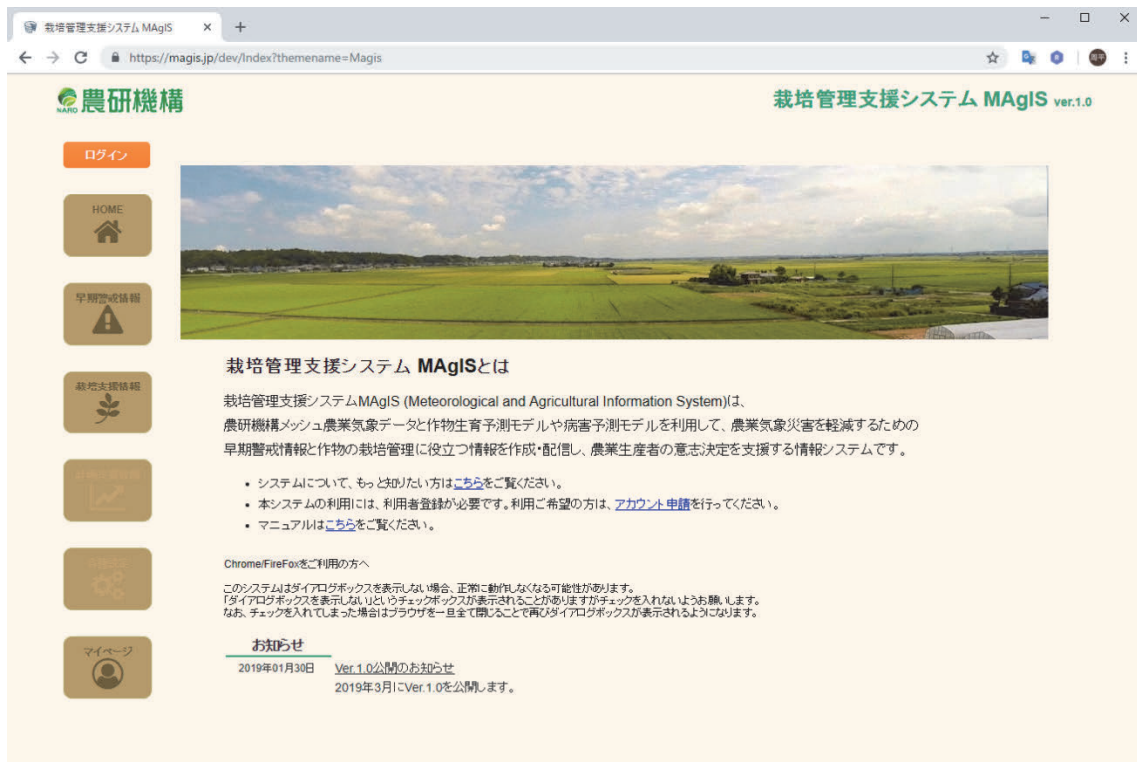 栽培管理支援システム MAgIS
https://magis.jp/dev/Index?themename=Magis
NARO 農研機構
栽培管理支援システム MAgIS ver.1.0
ログイン
HOME
早期警戒情報
栽培支援情報
マイページ
栽培管理支援システム MAgISとは
栽培管理支援システムMAgIS (Meteorological and Agricultural Information System)は、
農研機構メッシュ農業気象データと作物生育予測モデルや病害予測モデルを利用して、農業気象災害を軽減するための
早期警戒情報と作物の栽培管理に役立つ情報を作成・配信し、農業生産者の意志決定を支援する情報システムです。
• システムについて、もっと知りたい方はこちらをご覧ください。
• 本システムの利用には、利用者登録が必要です。利用ご希望の方は、アカウント申請を行ってください。
• マニュアルはこちらをご覧ください。
Chrome/FireFoxをご利用の方へ
このシステムはダイアログボックスを表示しない場合、正常に動作しなくなる可能性があります。
「ダイアログボックスを表示しない」というチェックボックスが表示されることがありますがチェックを入れないようお願いします。
なお、チェックを入れてしまった場合はブラウザを一旦全て閉じることで再びダイアログボックスが表示されるようになります。
お知らせ
2019年01月30日 Ver.1.0公開のお知らせ
2019年3月にVer.1.0を公開します。